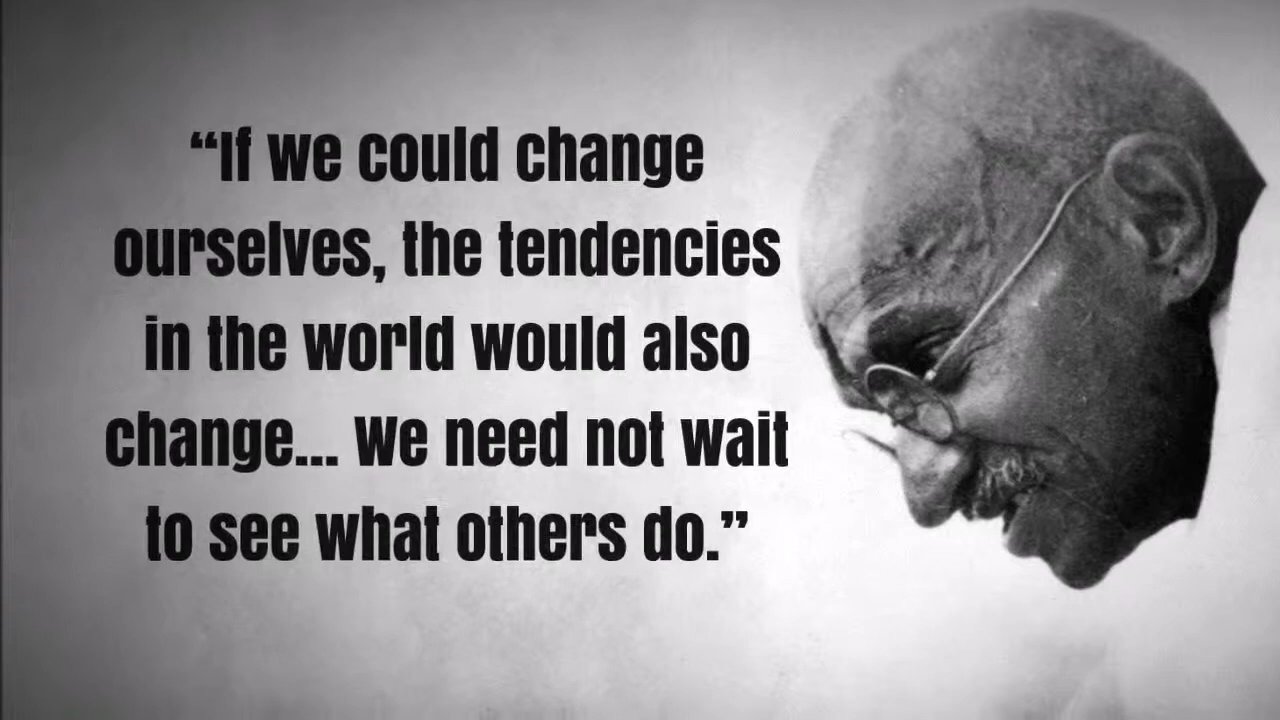 “If we could change
ourselves, the tendencies
in the world would also
change... We need not wait
to see what others do.”